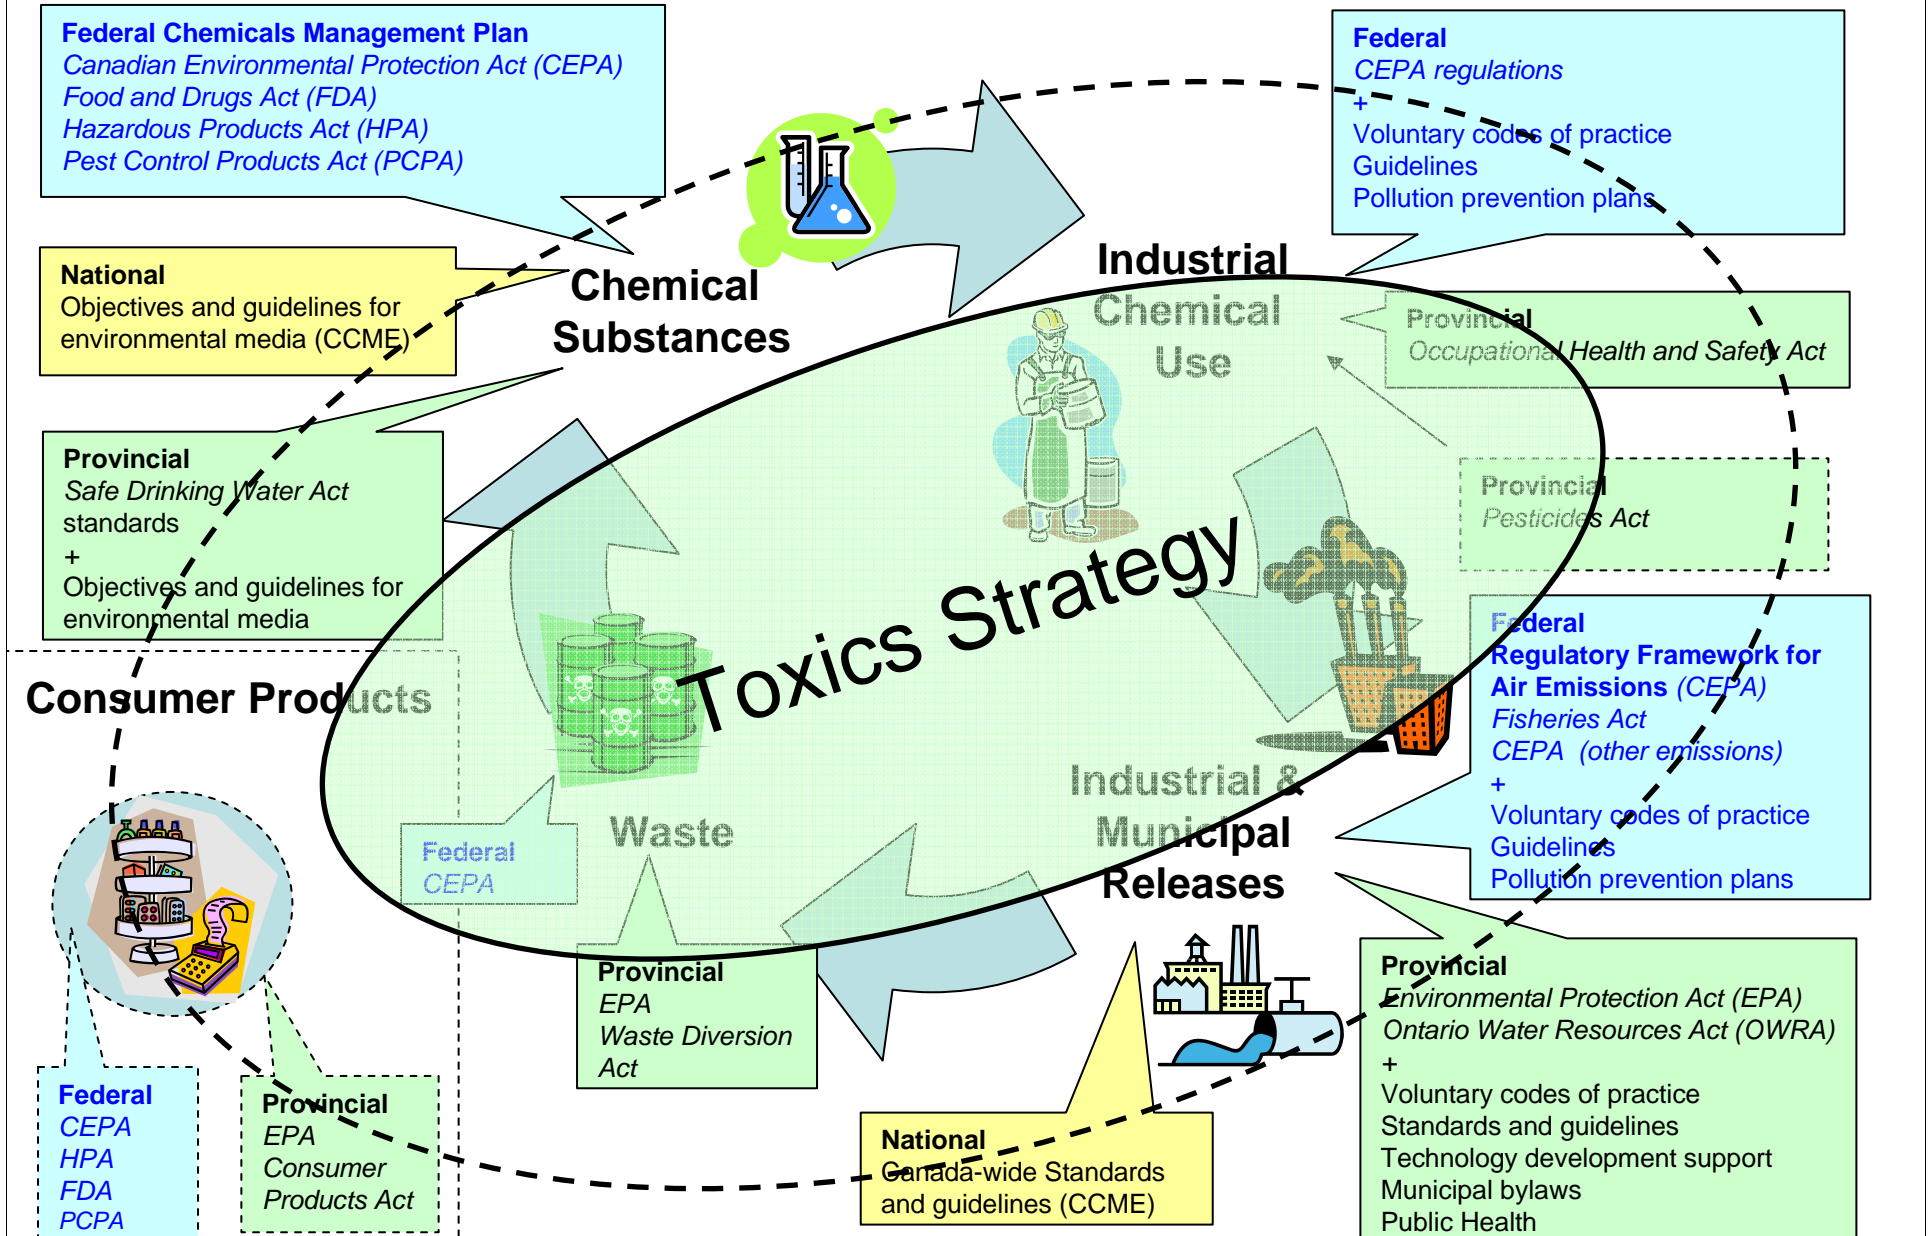 Federal Chemicals Management Plan
Canadian Environmental Protection Act (CEPA)
Food and Drugs Act (FDA)
Hazardous Products Act (HPA)
Pest Control Products Act (PCPA)
Federal
CEPA regulations
+
Voluntary codes of practice
Guidelines
Pollution prevention plans
National
Objectives and guidelines for
environmental media (CCME)
Chemical
Substances
Industrial
Chemical
Use
Provincial
Occupational Health and Safety Act
Provincial
Safe Drinking Water Act
standards
+
Objectives and guidelines for
environmental media
Provincial
Pesticides Act
Toxics Strategy
Federal
Regulatory Framework for
Air Emissions (CEPA)
Fisheries Act
CEPA (other emissions)
+
Voluntary codes of practice
Guidelines
Pollution prevention plans
Consumer Products
Industrial &
Municipal
Releases
Waste
Federal
CEPA
Provincial
EPA
Waste Diversion
Act
Provincial
Environmental Protection Act (EPA)
Ontario Water Resources Act (OWRA)
+
Voluntary codes of practice
Standards and guidelines
Technology development support
Municipal bylaws
Public Health
Federal
CEPA
HPA
FDA
PCPA
Provincial
EPA
Consumer
Products Act
National
Canada-wide Standards
and guidelines (CCME)